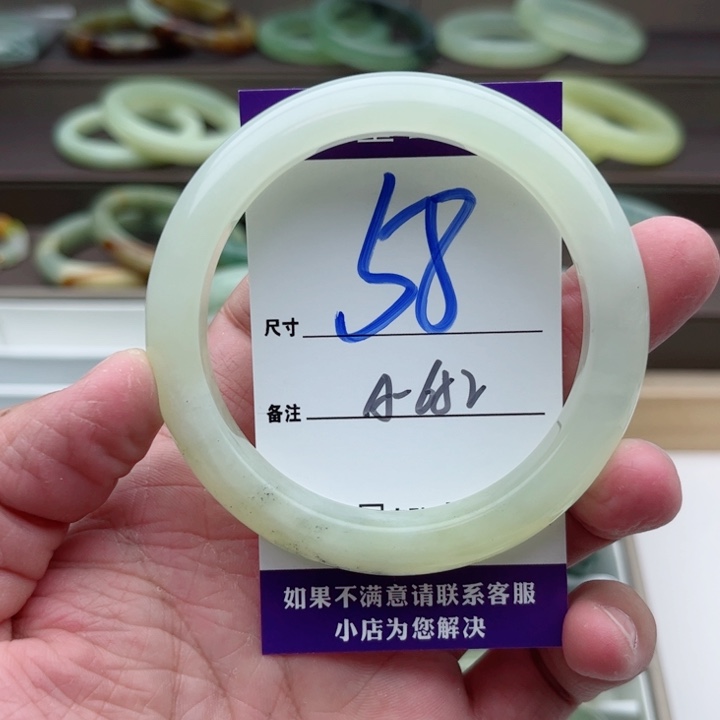 58
尺寸
备注 A-682
如果不满意请联系客服
小店为您解决